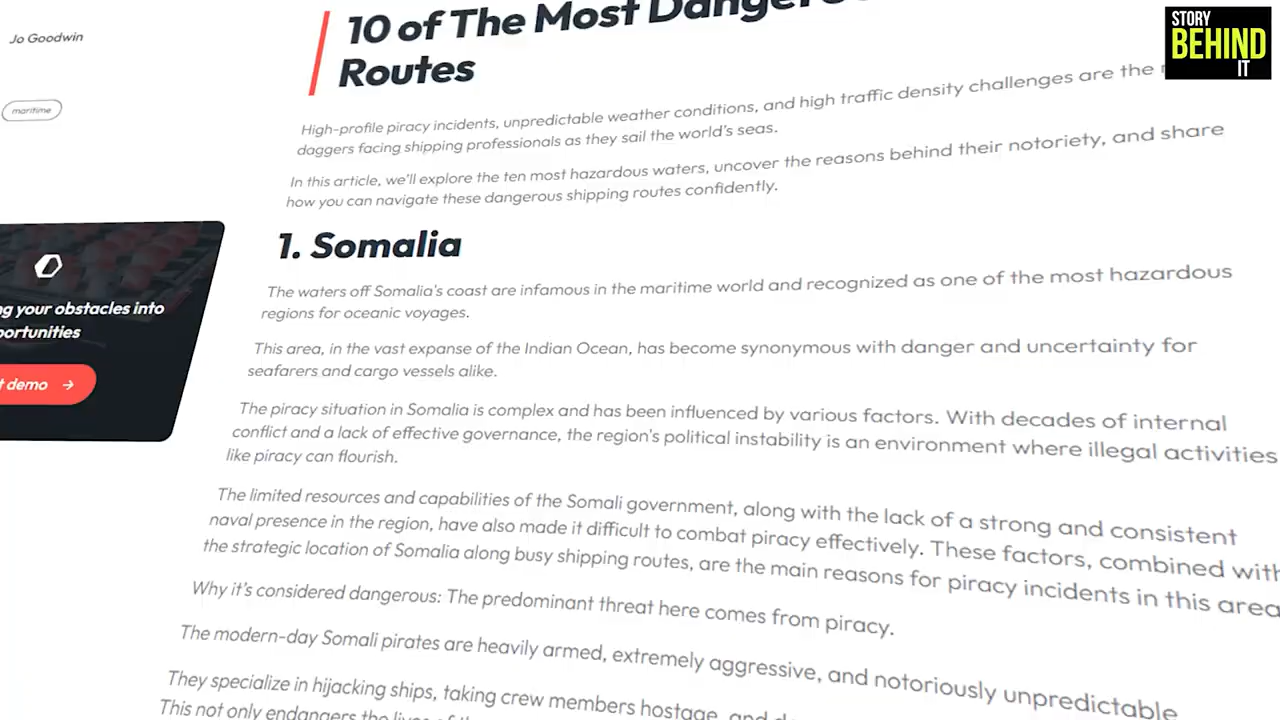 STORY
BEHIND
IT
Jo Goodwin
maritime
10 of The Most
Routes
High-profile piracy incidents, unpredictable weather conditions, and high traffic density challenges are the
daggers facing shipping professionals as they sail the world's seas.
In this article, we'll explore the ten most hazardous waters, uncover the reasons behind their notoriety, and share
how you can navigate these dangerous shipping routes confidently.
1. Somalia
The waters off Somalia's coast are infamous in the maritime world and recognized as one of the most hazardous
regions for oceanic voyages.
This area, in the vast expanse of the Indian Ocean, has become synonymous with danger and uncertainty for
seafarers and cargo vessels alike.
your obstacles into
demo →
The piracy situation in Somalia is complex and has been influenced by various factors. With decades of internal
conflict and a lack of effective governance, the region's political instability is an environment where illegal activities
like piracy can flourish.
The limited resources and capabilities of the Somali government, along with the lack of a strong and consistent
naval presence in the region, have also made it difficult to combat piracy effectively. These factors, combined with
the strategic location of Somalia along busy shipping routes, are the main reasons for piracy incidents in this area
Why it's considered dangerous: The predominant threat here comes from piracy.
The modern-day Somali pirates are heavily armed, extremely aggressive, and notoriously unpredictable
They specialize in hijacking ships, taking crew members hostage, and
This not only endangers the lives of